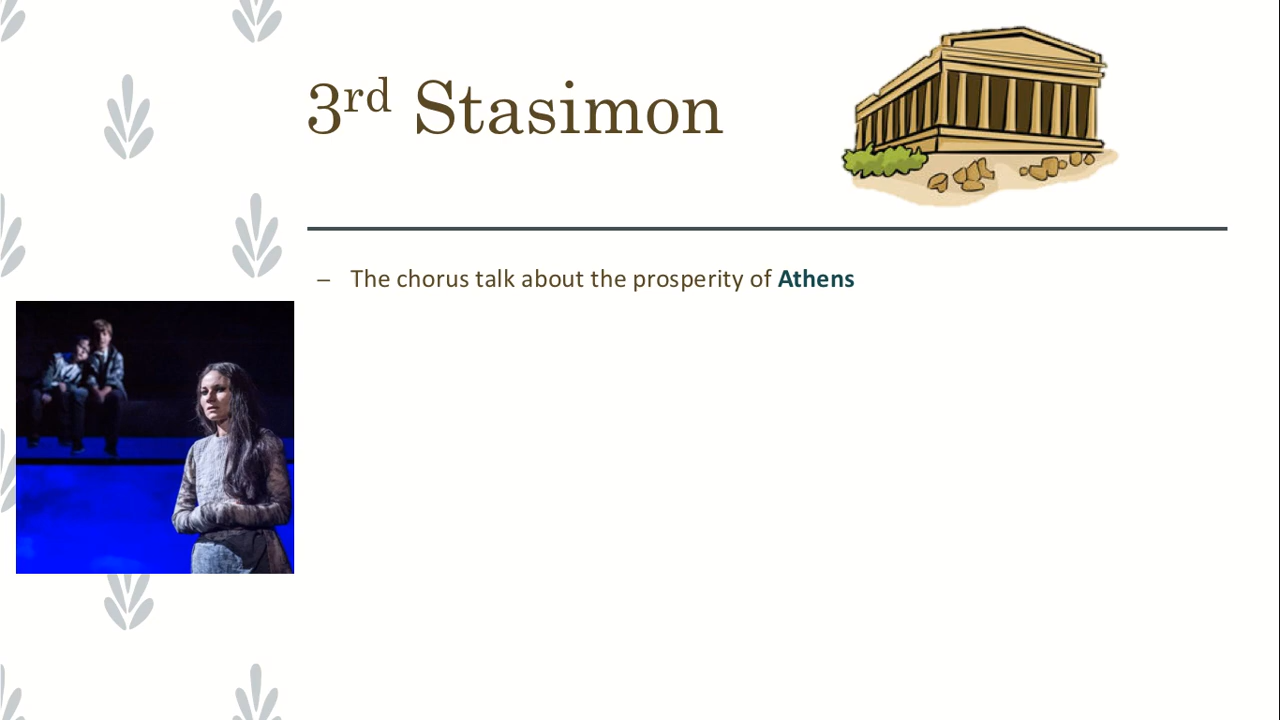 3rd Stasimon
– The chorus talk about the prosperity of Athens